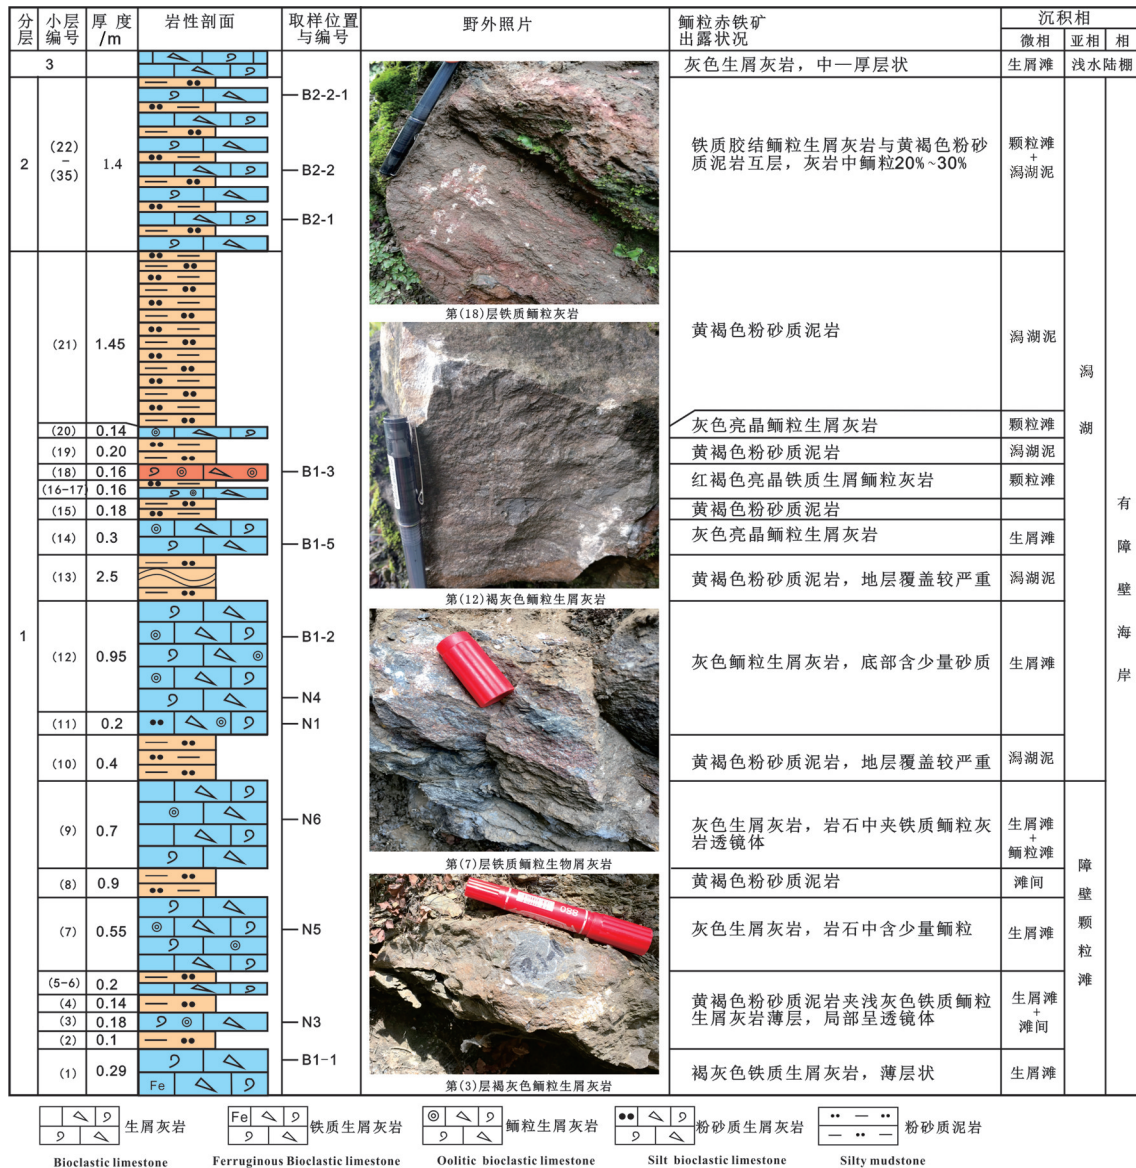 分层
小层编号
厚度/m
岩性剖面
取样位置与编号
野外照片
鲕粒赤铁矿出露状况
沉积相
微相
亚相
相
3
灰色生屑灰岩，中—厚层状
生屑滩
浅水陆棚
2
(22)
–
(35)
1.4
B2-2-1
B2-2
B2-1
铁质胶结鲕粒生屑灰岩与黄褐色粉砂
质泥岩互层，灰岩中鲕粒20%~30%
颗粒滩
+
潟湖泥
第(18)层铁质鲕粒灰岩
1
(21)
1.45
黄褐色粉砂质泥岩
潟湖泥
潟湖
(20)
0.14
灰色亮晶鲕粒生屑灰岩
颗粒滩
(19)
0.20
黄褐色粉砂质泥岩
潟湖泥
(18)
0.16
B1-3
红褐色亮晶铁质生屑鲕粒灰岩
颗粒滩
(16-17)
0.16
(15)
0.18
黄褐色粉砂质泥岩
(14)
0.3
B1-5
灰色亮晶鲕粒生屑灰岩
生屑滩
有障壁海岸
(13)
2.5
黄褐色粉砂质泥岩，地层覆盖较严重
潟湖泥
第(12)褐灰色鲕粒生屑灰岩
(12)
0.95
B1-2
N4
灰色鲕粒生屑灰岩，底部含少量砂质
生屑滩
(11)
0.2
N1
(10)
0.4
黄褐色粉砂质泥岩，地层覆盖较严重
潟湖泥
(9)
0.7
N6
灰色生屑灰岩，岩石中夹铁质鲕粒灰
岩透镜体
生屑滩
+
鲕粒滩
障壁颗粒滩
第(7)层铁质鲕粒生物屑灰岩
(8)
0.9
黄褐色粉砂质泥岩
滩间
(7)
0.55
N5
灰色生屑灰岩，岩石中含少量鲕粒
生屑滩
880
(5-6)
0.2
(4)
0.14
黄褐色粉砂质泥岩夹浅灰色铁质鲕粒
生屑灰岩薄层，局部呈透镜体
生屑滩
+
滩间
(3)
0.18
N3
(2)
0.1
(1)
0.29
B1-1
Fe
褐灰色铁质生屑灰岩，薄层状
生屑滩
第(3)层褐灰色鲕粒生屑灰岩
生屑灰岩
Fe
铁质生屑灰岩
鲕粒生屑灰岩
粉砂质生屑灰岩
粉砂质泥岩
Bioclastic limestone
Ferruginous Bioclastic limestone
Oolitic bioclastic limestone
Silt bioclastic limestone
Silty mudstone